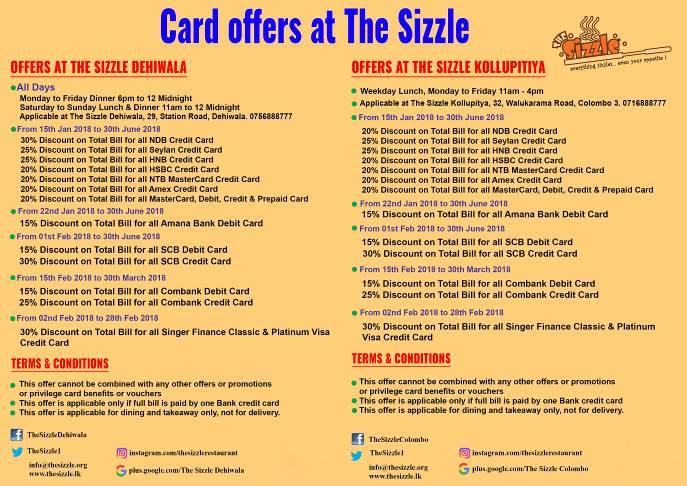 Card offers at The Sizzle
THE
Sizzle
everything sizzles... even your appetite !
OFFERS AT THE SIZZLE DEHIWALA
All Days
Monday to Friday Dinner 6pm to 12 Midnight
Saturday to Sunday Lunch & Dinner 11am to 12 Midnight
Applicable at The Sizzle Dehiwala, 29, Station Road, Dehiwala. 0756888777
From 15th Jan 2018 to 30th June 2018
30% Discount on Total Bill for all NDB Credit Card
25% Discount on Total Bill for all Seylan Credit Card
25% Discount on Total Bill for all HNB Credit Card
20% Discount on Total Bill for all HSBC Credit Card
20% Discount on Total Bill for all NTB MasterCard Credit Card
20% Discount on Total Bill for all Amex Credit Card
20% Discount on Total Bill for all MasterCard, Debit, Credit & Prepaid Card
From 22nd Jan 2018 to 30th June 2018
15% Discount on Total Bill for all Amana Bank Debit Card
From 01st Feb 2018 to 30th June 2018
15% Discount on Total Bill for all SCB Debit Card
30% Discount on Total Bill for all SCB Credit Card
From 15th Feb 2018 to 30th March 2018
15% Discount on Total Bill for all Combank Debit Card
25% Discount on Total Bill for all Combank Credit Card
From 02nd Feb 2018 to 28th Feb 2018
30% Discount on Total Bill for all Singer Finance Classic & Platinum Visa
Credit Card
TERMS & CONDITIONS
This offer cannot be combined with any other offers or promotions
or privilege card benefits or vouchers
This offer is applicable only if full bill is paid by one Bank credit card
This offer is applicable for dining and takeaway only, not for delivery.
TheSizzleDehiwala
TheSizzle1
info@thesizzle.org
www.thesizzle.lk
instagram.com/thesizzlerestaurant
plus.google.com/The Sizzle Dehiwala
OFFERS AT THE SIZZLE KOLLUPITIYA
Weekday Lunch, Monday to Friday 11am - 4pm
Applicable at The Sizzle Kollupitiya, 32, Walukarama Road, Colombo 3. 0716888777
From 15th Jan 2018 to 30th June 2018
20% Discount on Total Bill for all NDB Credit Card
25% Discount on Total Bill for all Seylan Credit Card
25% Discount on Total Bill for all HNB Credit Card
20% Discount on Total Bill for all HSBC Credit Card
20% Discount on Total Bill for all NTB MasterCard Credit Card
20% Discount on Total Bill for all Amex Credit Card
20% Discount on Total Bill for all MasterCard, Debit, Credit & Prepaid Card
From 22nd Jan 2018 to 30th June 2018
15% Discount on Total Bill for all Amana Bank Debit Card
From 01st Feb 2018 to 30th June 2018
15% Discount on Total Bill for all SCB Debit Card
30% Discount on Total Bill for all SCB Credit Card
From 15th Feb 2018 to 30th March 2018
15% Discount on Total Bill for all Combank Debit Card
25% Discount on Total Bill for all Combank Credit Card
From 02nd Feb 2018 to 28th Feb 2018
30% Discount on Total Bill for all Singer Finance Classic & Platinum
Visa Credit Card
TERMS & CONDITIONS
This offer cannot be combined with any other offers or promotions
or privilege card benefits or vouchers
This offer is applicable only if full bill is paid by one Bank credit card
This offer is applicable for dining and takeaway only, not for delivery.
TheSizzleColombo
TheSizzle1
info@thesizzle.org
www.thesizzle.lk
instagram.com/thesizzlerestaurant
plus.google.com/The Sizzle Colombo